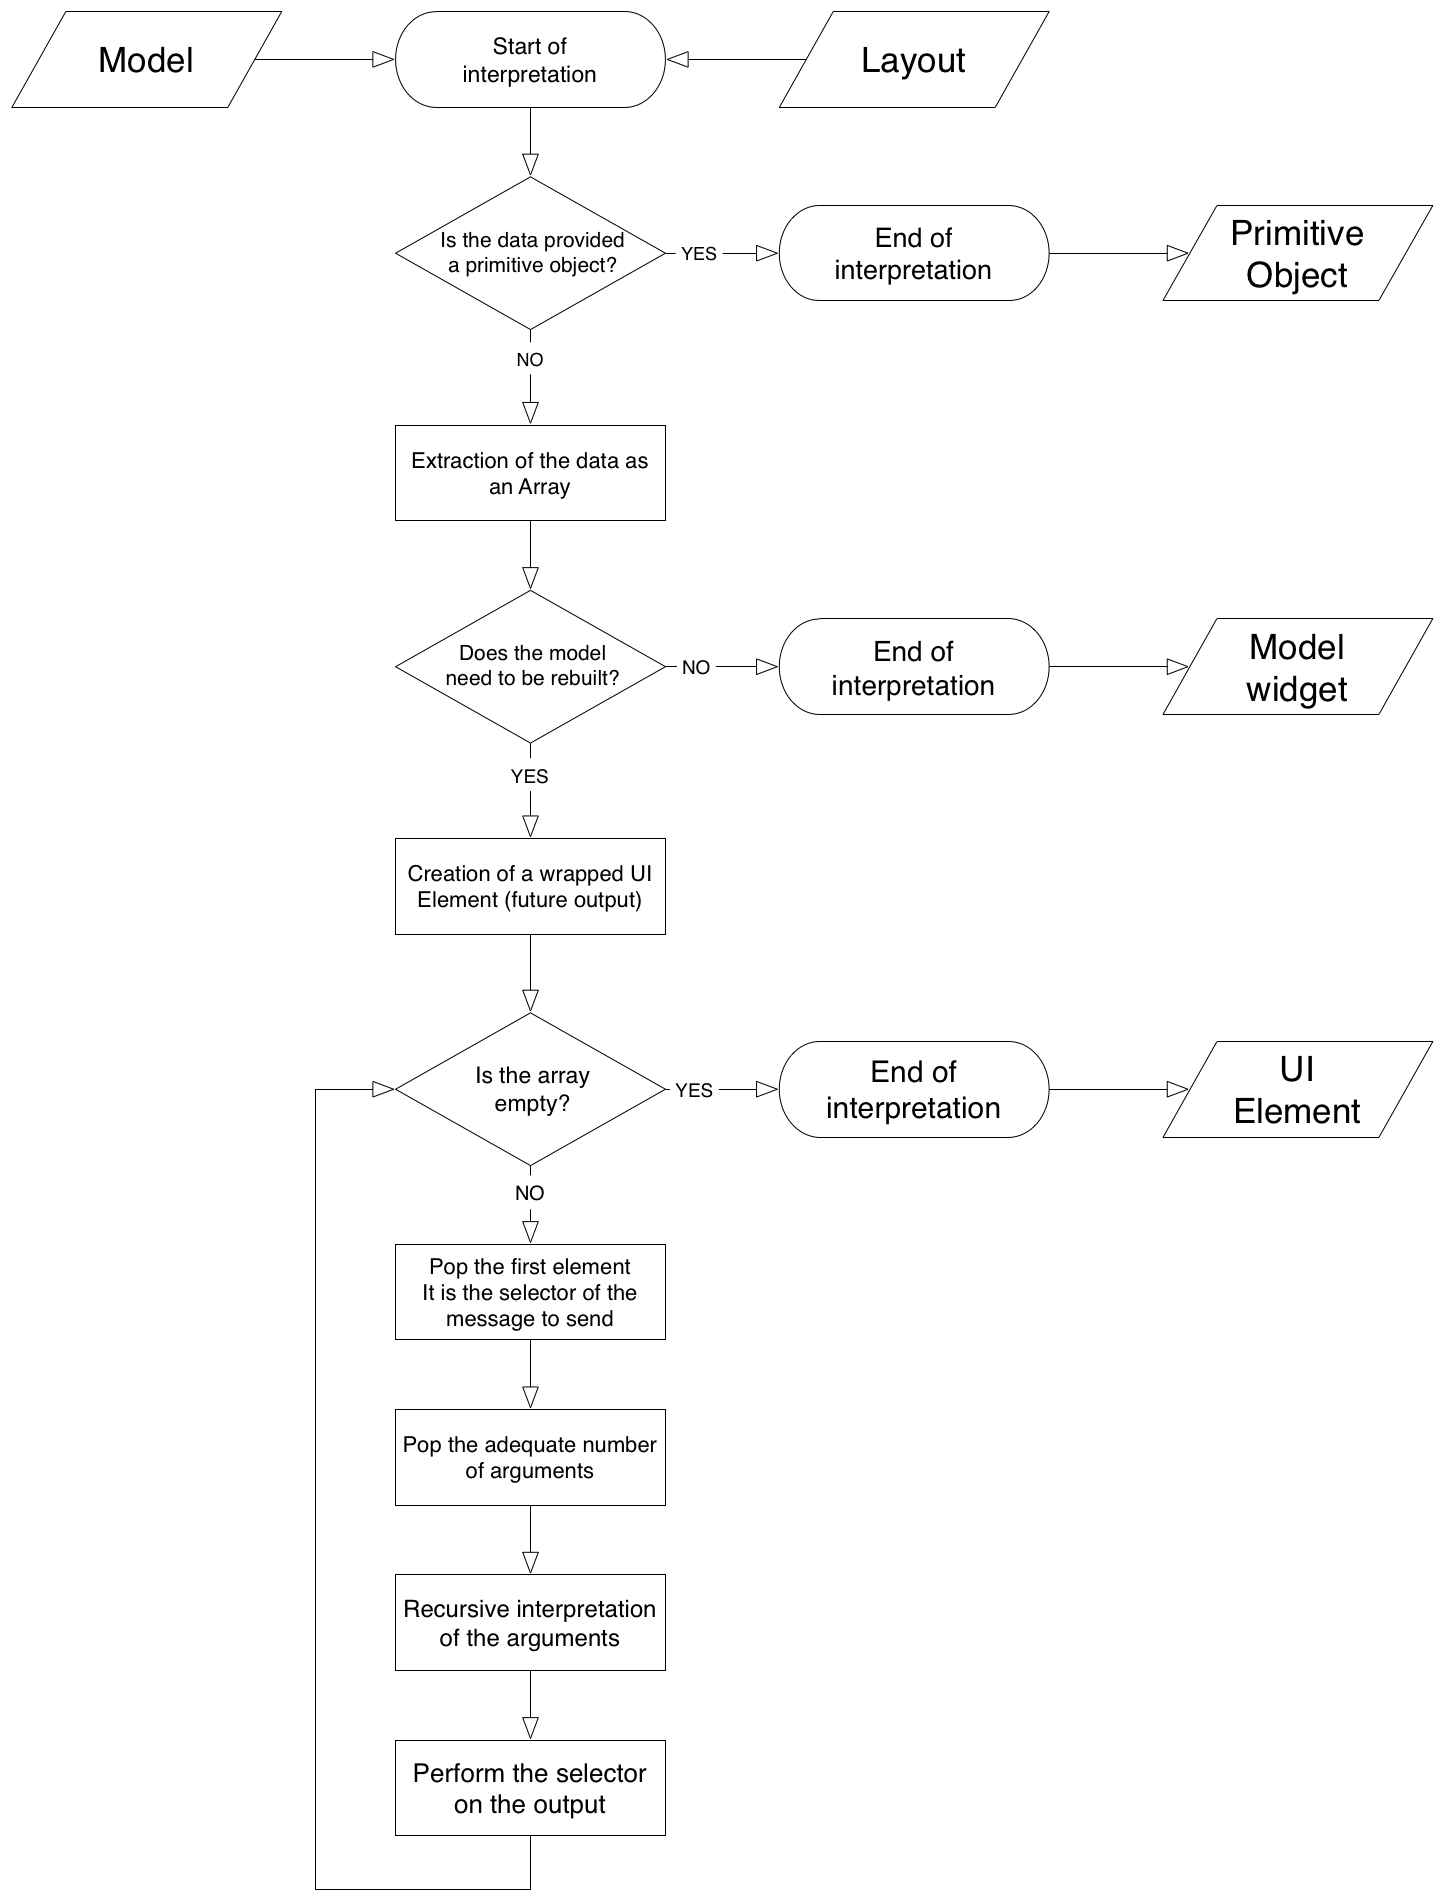 Model
Start of
interpretation
Layout
Is the data provided
a primitive object?
YES
End of
interpretation
Primitive
Object
NO
Extraction of the data as
an Array
Does the model
need to be rebuilt?
NO
End of
interpretation
Model
widget
YES
Creation of a wrapped UI
Element (future output)
Is the array
empty?
YES
End of
interpretation
UI
Element
NO
Pop the first element
It is the selector of the
message to send
Pop the adequate number
of arguments
Recursive interpretation
of the arguments
Perform the selector
on the output